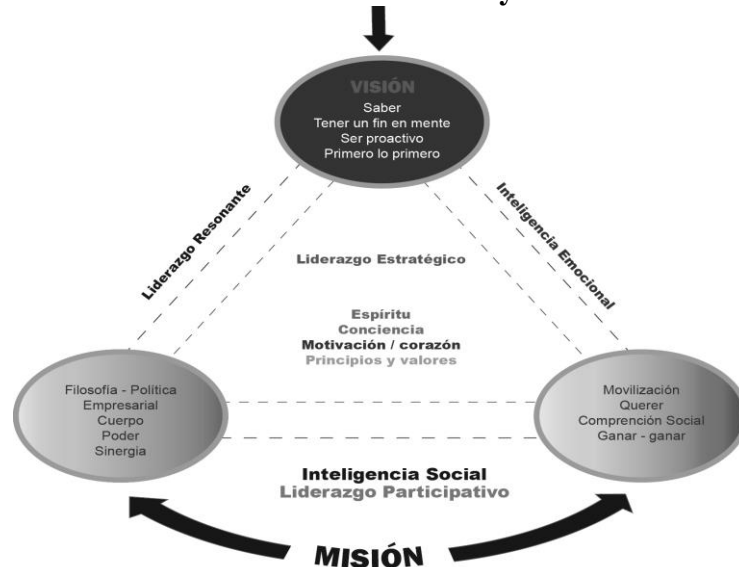 y
VISIÓN
Saber
Tener un fin en mente
Ser proactivo
Primero lo primero
Liderazgo Resonante
Inteligencia Emocional
Liderazgo Estratégico
Espíritu
Conciencia
Motivación / corazón
Principios y valores
Filosofía - Política
Empresarial
Cuerpo
Poder
Sinergia
Movilización
Querer
Comprención Social
Ganar - ganar
Inteligencia Social
Liderazgo Participativo
MISIÓN